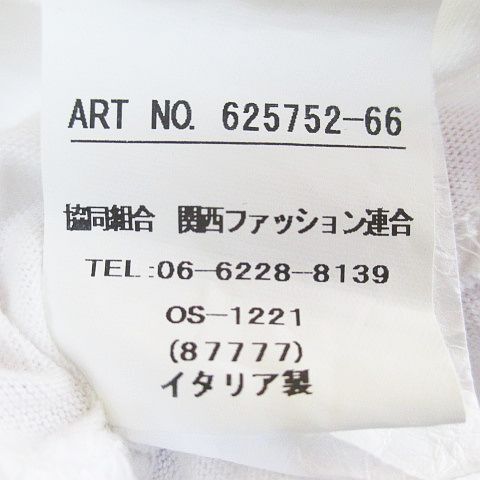 ART NO. 625752-66
協同組合 関西ファッション連合
TEL:06-6228-8139
OS-1221
(87777)
イタリア製